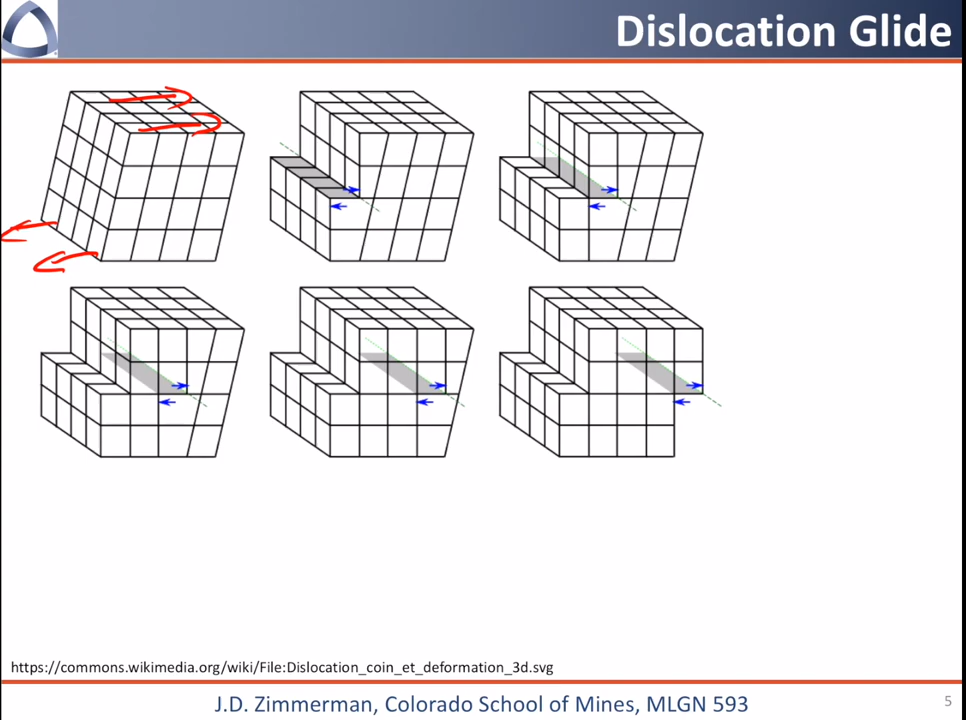 Dislocation Glide
https://commons.wikimedia.org/wiki/File:Dislocation_coin_et_deformation_3d.svg
J.D. Zimmerman, Colorado School of Mines, MLGN 593
5